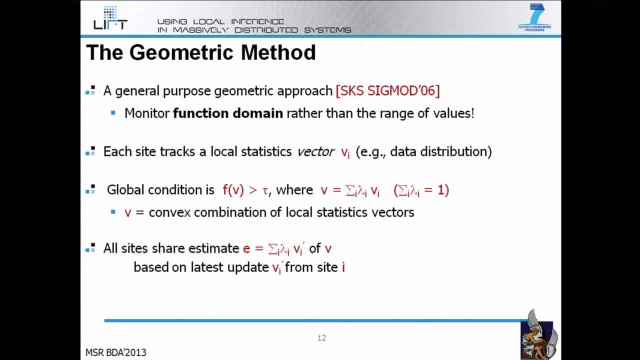 LIFT
USING LOCAL INFERENCE
IN MASSIVELY DISTRIBUTED SYSTEMS
The Geometric Method
A general purpose geometric approach [SKS SIGMOD'06]
Monitor function domain rather than the range of values!
Each site tracks a local statistics vector vi (e.g., data distribution)
Global condition is f(v) > τ, where v = ∑iλi vi (∑iλi = 1)
v = convex combination of local statistics vectors
All sites share estimate e = ∑iλi vi′ of v
based on latest update vi′ from site i
12
MSR BDA'2013